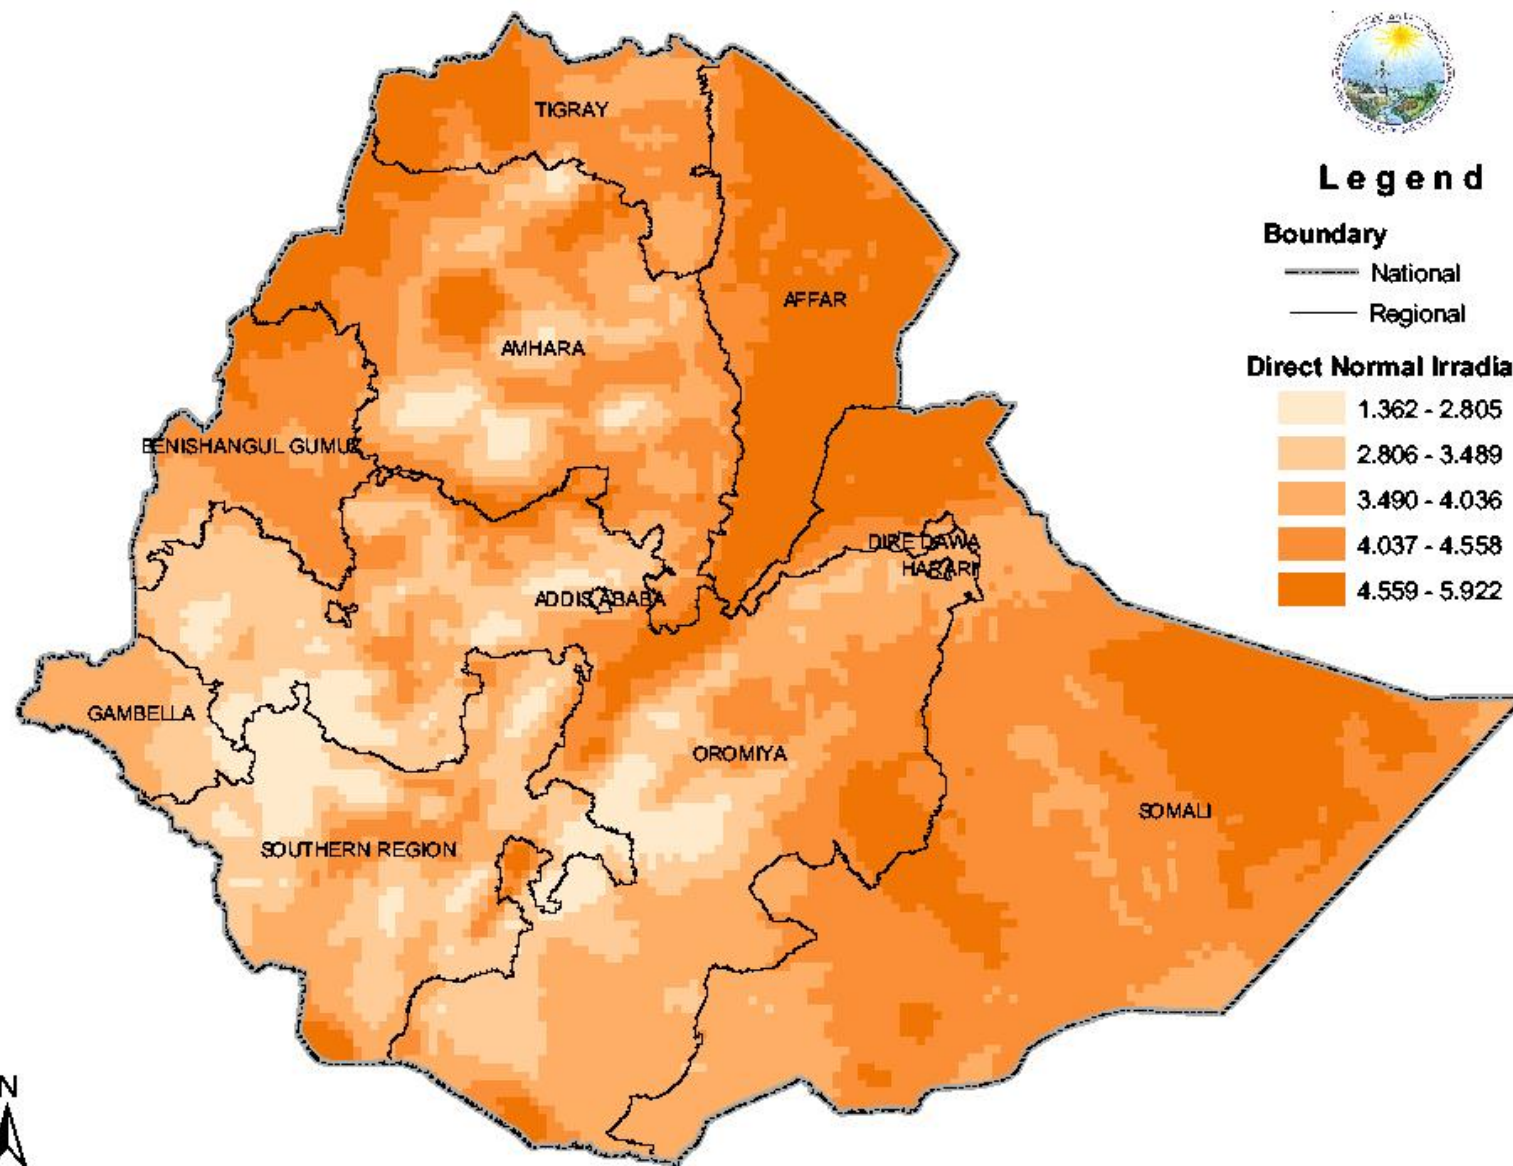 Legend
Boundary
National
Regional
Direct Normal Irradia
1.362 - 2.805
2.806 - 3.489
3.490 - 4.036
4.037 - 4.558
4.559 - 5.922
TIGRAY
AFFAR
AMHARA
BENISHANGUL GUMUZ
DIRE DAWA
HARARI
ADDIS ABABA
GAMBELLA
OROMIYA
SOMALI
SOUTHERN REGION
N